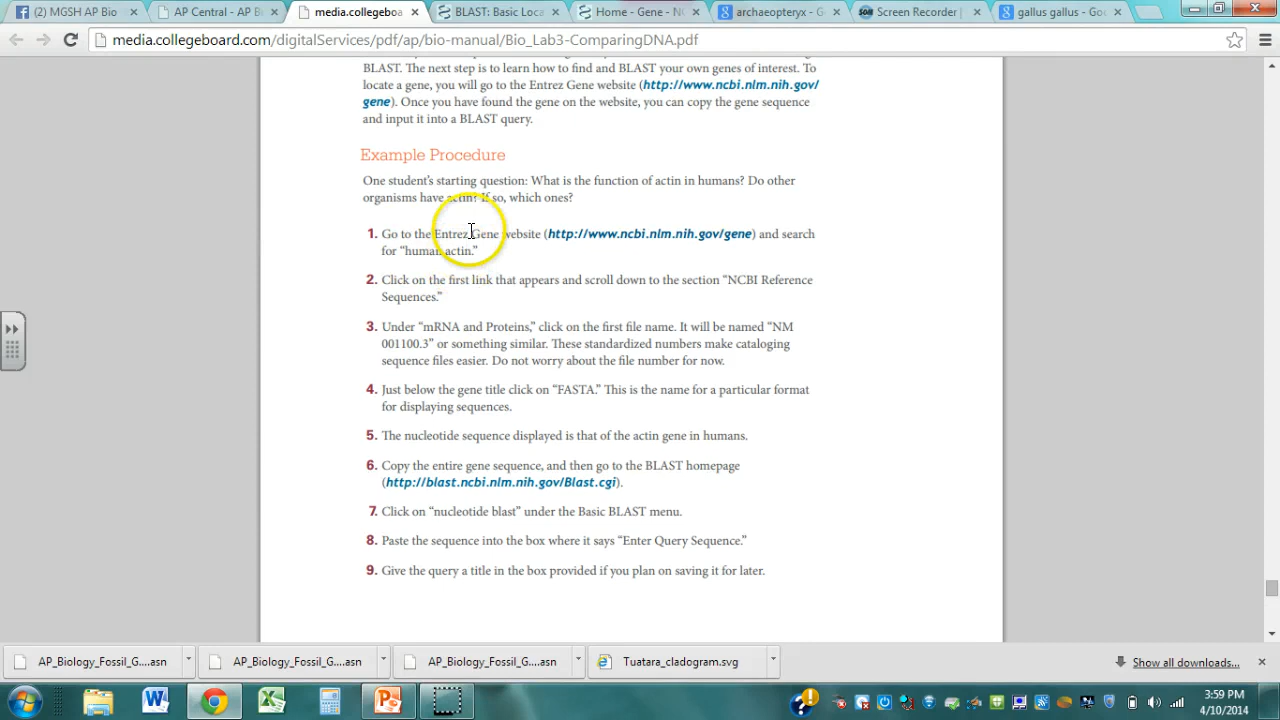 (MGSH AP Bio
AP Central - AP Bi
media.collegeboa
BLAST: Basic Loca
Home - Gene - NC
archaeopteryx - Go
Screen Recorder |
gallus gallus - Goo
media.collegeboard.com/digitalServices/pdf/ap/bio-manual/Bio_Lab3-ComparingDNA.pdf
BLAST. The next step is to learn how to find and BLAST your own genes of interest. To
locate a gene, you will go to the Entrez Gene website (http://www.ncbi.nlm.nih.gov/
gene). Once you have found the gene on the website, you can copy the gene sequence
and input it into a BLAST query.
Example Procedure
One student's starting question: What is the function of actin in humans? Do other
organisms have actin? If so, which ones?
1. Go to the Entrez Gene website (http://www.ncbi.nlm.nih.gov/gene) and search
for “human actin.”
2. Click on the first link that appears and scroll down to the section “NCBI Reference
Sequences.”
3. Under “mRNA and Proteins,” click on the first file name. It will be named “NM
001100.3” or something similar. These standardized numbers make cataloging
sequence files easier. Do not worry about the file number for now.
4. Just below the gene title click on “FASTA.” This is the name for a particular format
for displaying sequences.
5. The nucleotide sequence displayed is that of the actin gene in humans.
6. Copy the entire gene sequence, and then go to the BLAST homepage
(http://blast.ncbi.nlm.nih.gov/Blast.cgi).
7. Click on “nucleotide blast” under the Basic BLAST menu.
8. Paste the sequence into the box where it says “Enter Query Sequence.”
9. Give the query a title in the box provided if you plan on saving it for later.
AP_Biology_Fossil_G....asn
AP_Biology_Fossil_G....asn
AP_Biology_Fossil_G....asn
Tuatara_cladogram.svg
Show all downloads...
3:59 PM
4/10/2014